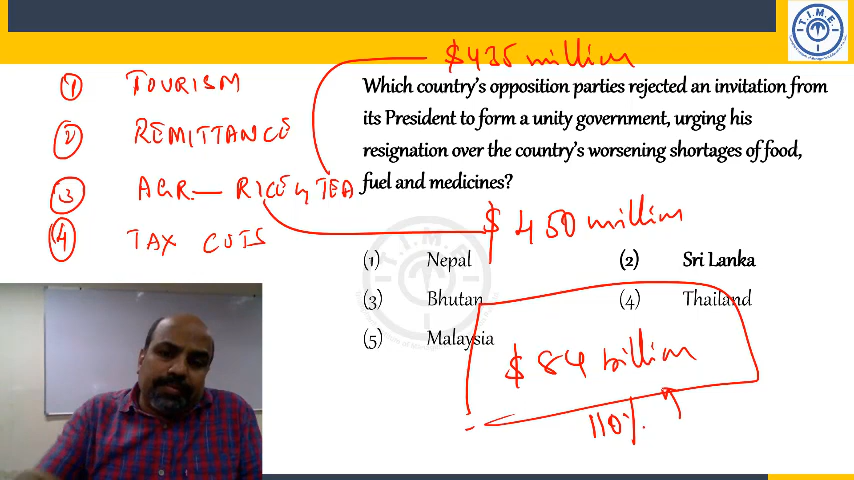 T.I.M.E.
$435 million
① TOURISM
② REMITTANCE
③ AGR — RICE & TEA
④ TAX CUTS
Which country's opposition parties rejected an invitation from
its President to form a unity government, urging his
resignation over the country's worsening shortages of food,
fuel and medicines?
$ 450 million
(1) Nepal (2) Sri Lanka
(3) Bhutan (4) Thailand
(5) Malaysia
$ 84 billion
110%